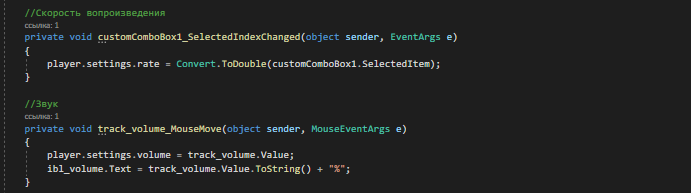 //Скорость вопроизведения
ссылка: 1
private void customComboBox1_SelectedIndexChanged(object sender, EventArgs e)
{
player.settings.rate = Convert.ToDouble(customComboBox1.SelectedItem);
}
//Звук
ссылка: 1
private void track_volume_MouseMove(object sender, MouseEventArgs e)
{
player.settings.volume = track_volume.Value;
ibl_volume.Text = track_volume.Value.ToString() + "%";
}